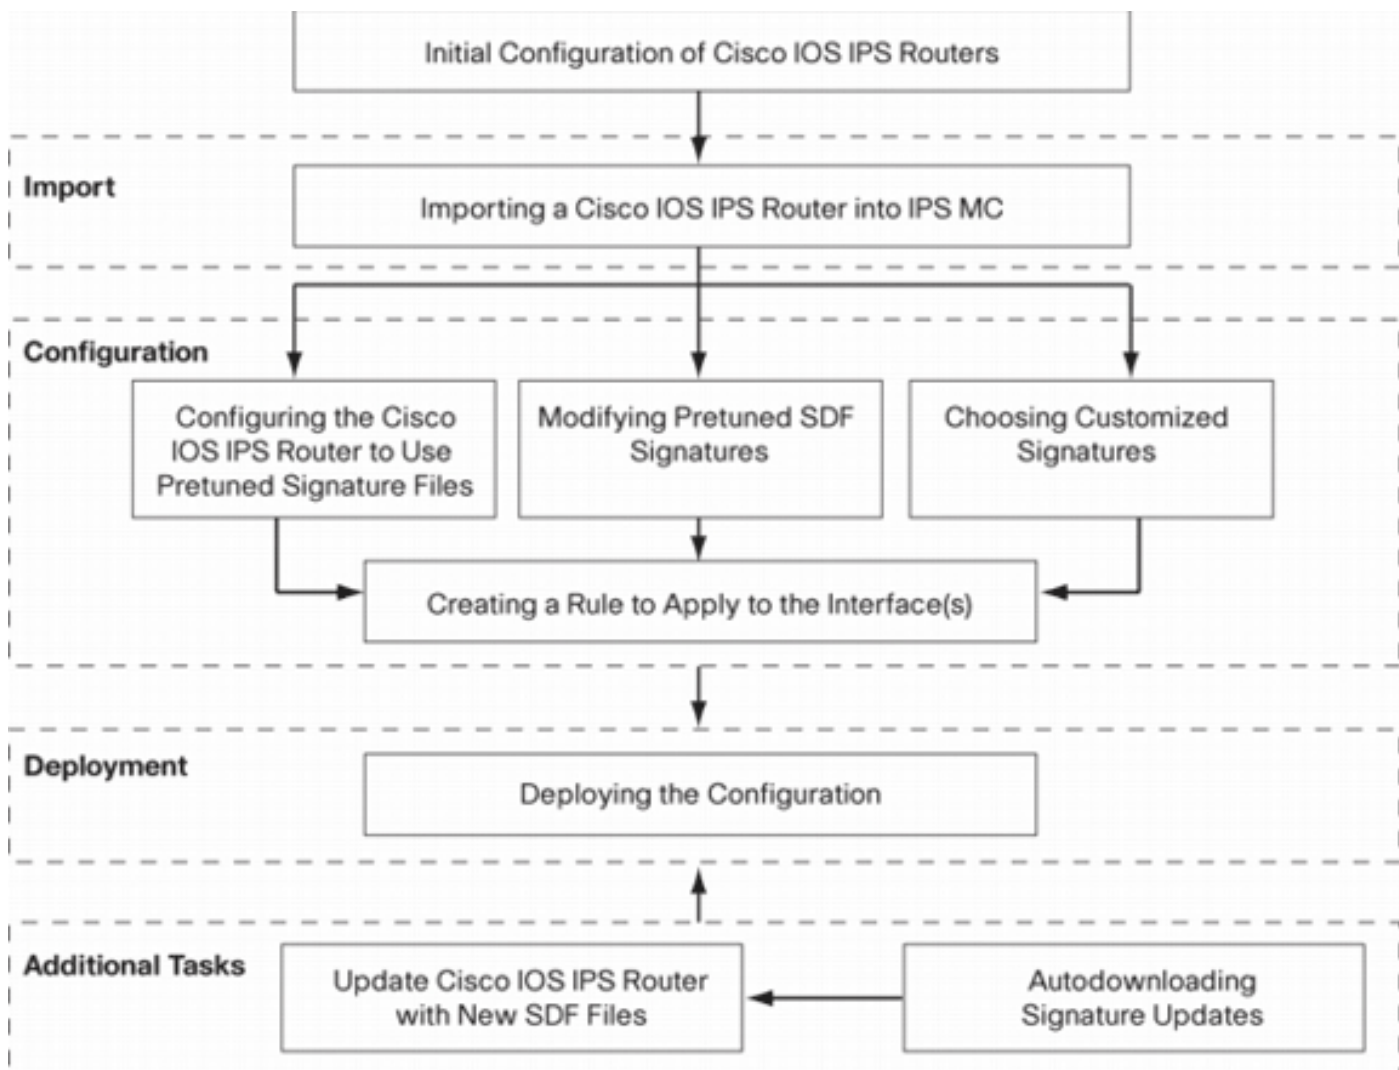 Initial Configuration of Cisco IOS IPS Routers
Import
Importing a Cisco IOS IPS Router into IPS MC
Configuration
Configuring the Cisco
IOS IPS Router to Use
Pretuned Signature Files
Modifying Pretuned SDF
Signatures
Choosing Customized
Signatures
Creating a Rule to Apply to the Interface(s)
Deployment
Deploying the Configuration
Additional Tasks
Update Cisco IOS IPS Router
with New SDF Files
Autodownloading
Signature Updates